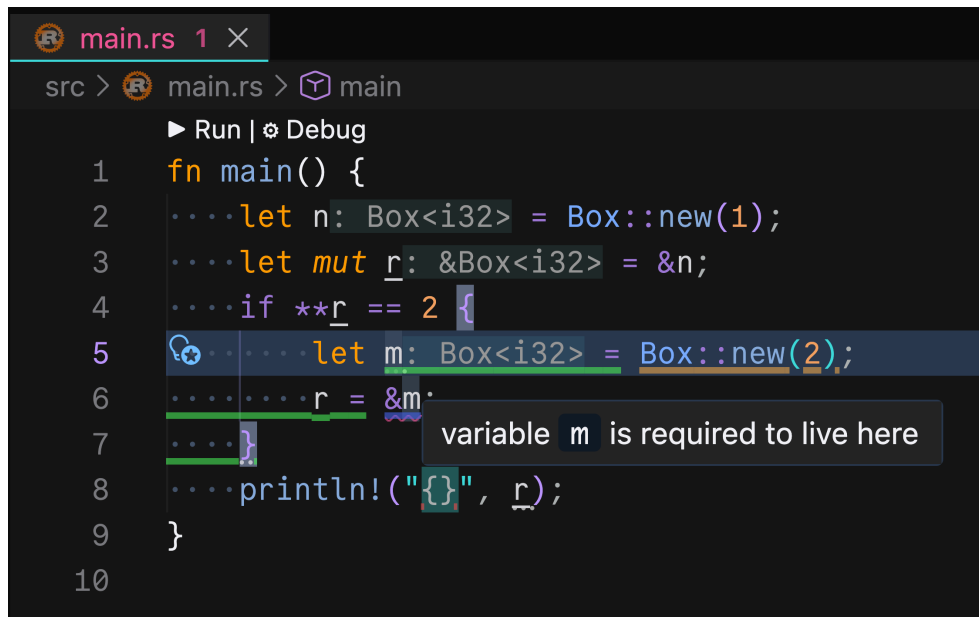 main.rs 1 ×
src > main.rs > main
▶ Run | ⚙ Debug
1 fn main() {
2 ····let n: Box<i32> = Box::new(1);
3 ····let mut r: &Box<i32> = &n;
4 ····if **r == 2 {
5 ········let m: Box<i32> = Box::new(2);
6 ········r = &m;
variable m is required to live here
7 ····}
8 ····println!("{}", r);
9 }
10